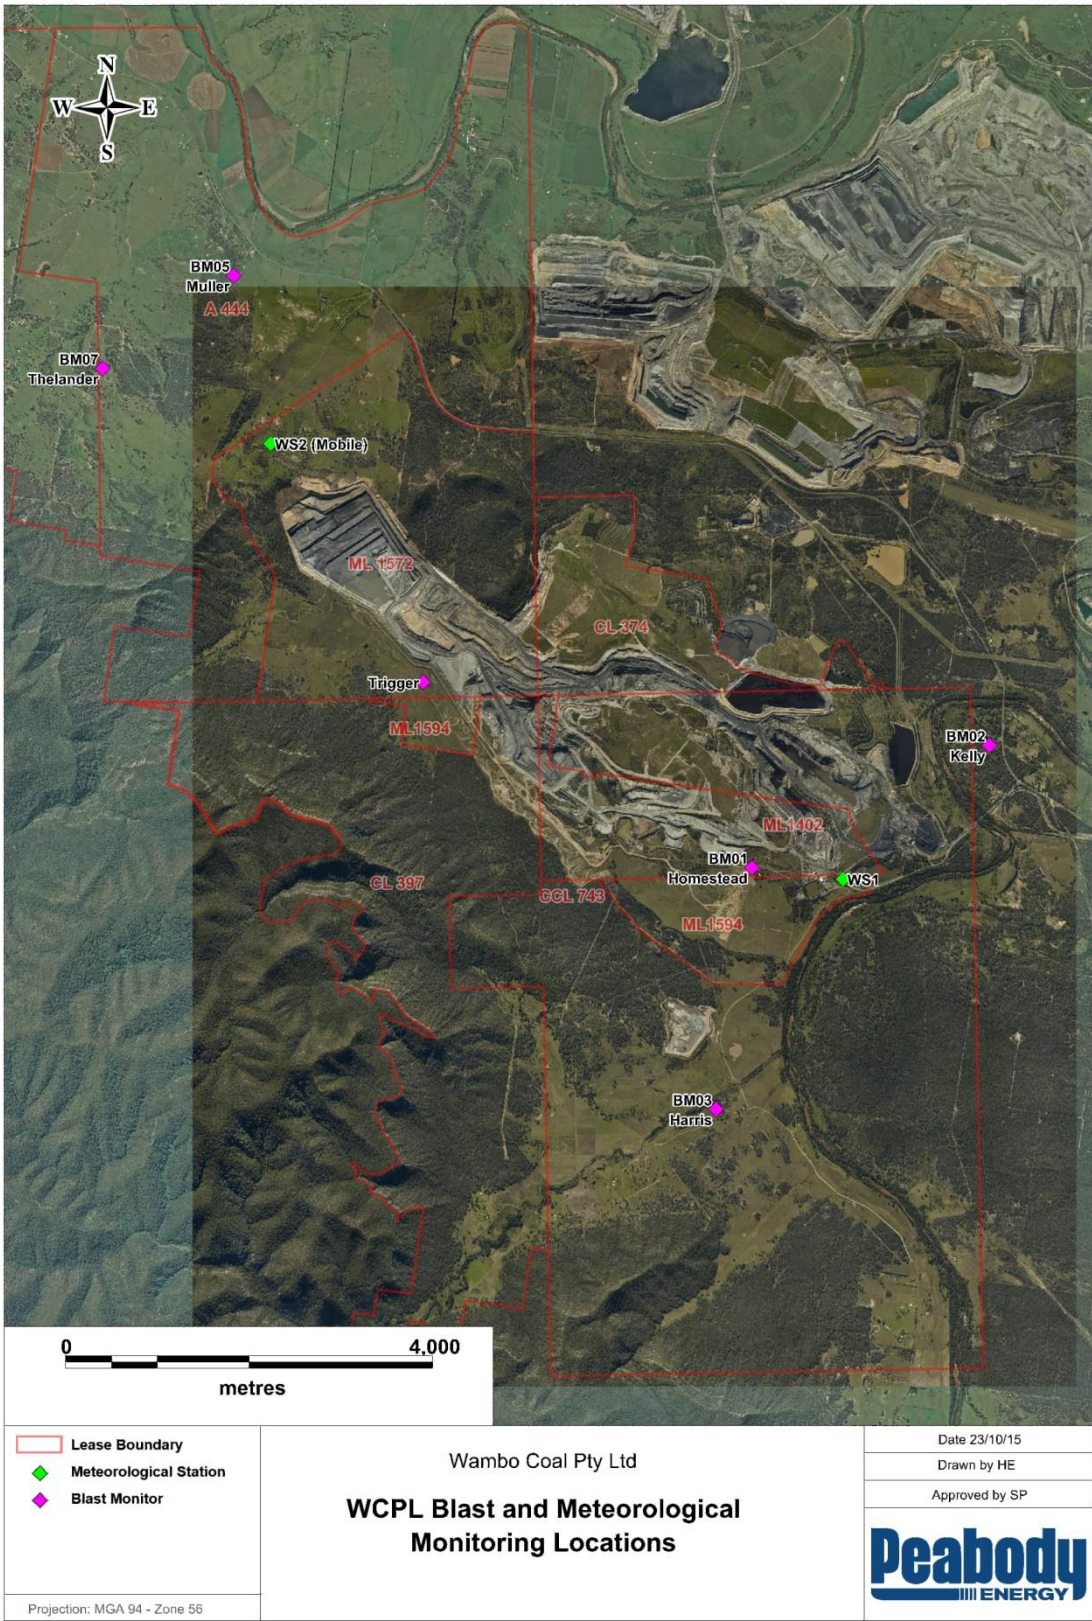 N
W E
S
BM05
Muller
A 444
BM07
Thelander
WS2 (Mobile)
ML 1572
CL 374
Trigger
ML1594
BM02
Kelly
ML1402
BM01
Homestead
WS1
CL 397
CCL 743
ML1594
BM03
Harris
0 4,000
metres
Lease Boundary
Meteorological Station
Blast Monitor
Projection: MGA 94 - Zone 56
Wambo Coal Pty Ltd
WCPL Blast and Meteorological
Monitoring Locations
Date 23/10/15
Drawn by HE
Approved by SP
Peabody
ENERGY